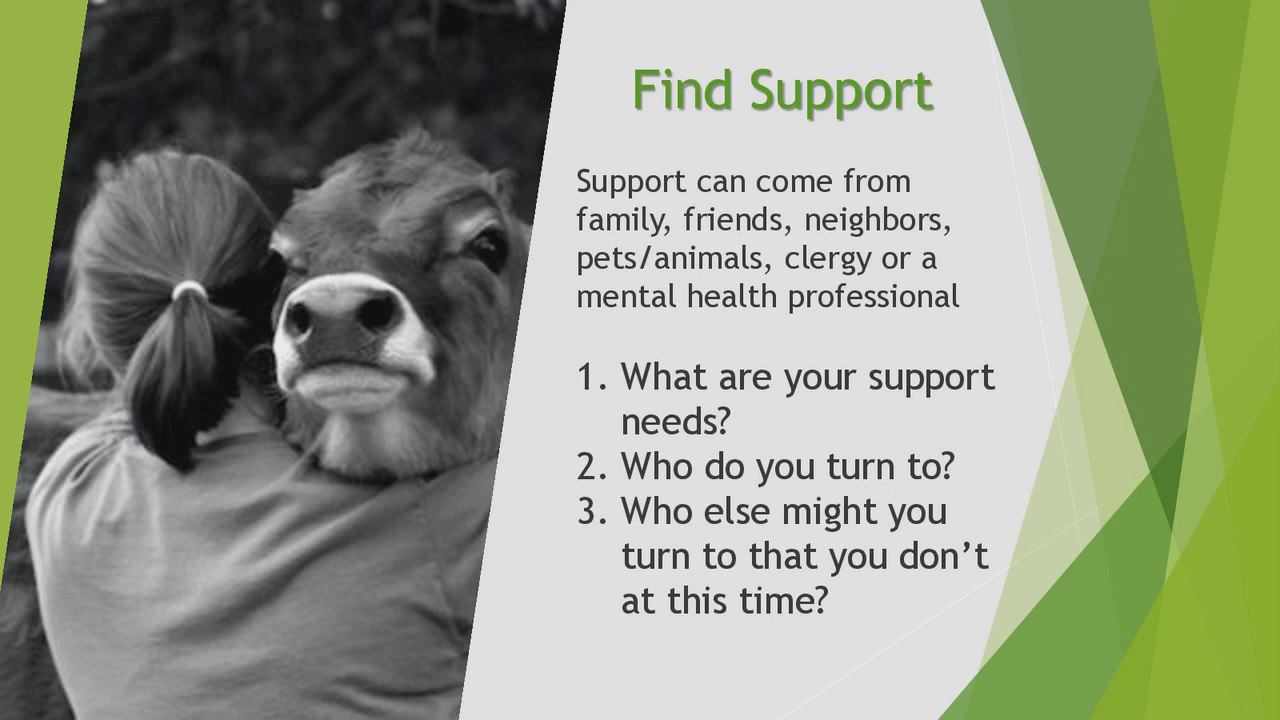 Find Support
Support can come from
family, friends, neighbors,
pets/animals, clergy or a
mental health professional
1. What are your support
needs?
2. Who do you turn to?
3. Who else might you
turn to that you don’t
at this time?